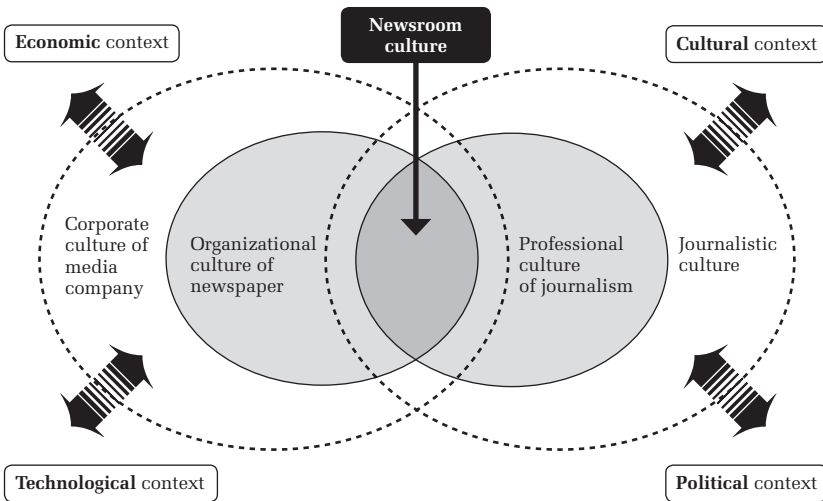 Economic context
Newsroom
culture
Cultural context
Corporate
culture of
media
company
Organizational
culture of
newspaper
Professional
culture
of journalism
Journalistic
culture
Technological context
Political context